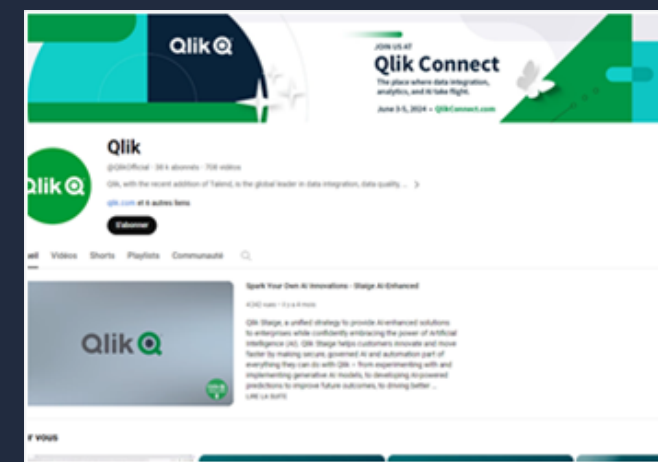 Qlik
JOIN US AT
Qlik Connect
The place where data integration,
analytics, and AI take flight.
June 3-5, 2024 • QlikConnect.com
Qlik
Qlik
@QlikOfficial · 38 k abonnés · 708 vidéos
Qlik, with the recent addition of Talend, is the global leader in data integration, data quality, ... >
qlik.com et 6 autres liens
S'abonner
eil Vidéos Shorts Playlists Communauté
Spark Your Own AI Innovations - Staige AI-Enhanced
vues · il y a 4 mois
Qlik Staige, a unified strategy to provide AI-enhanced solutions
to enterprises while confidently embracing the power of Artificial
Intelligence (AI). Qlik Staige helps customers innovate and move
faster by making secure, governed AI and automation part of
everything they can do with Qlik – from experimenting with and
implementing generative AI models, to developing AI-powered
predictions to improve future outcomes, to driving better ...
LIRE LA SUITE
Qlik
r vous